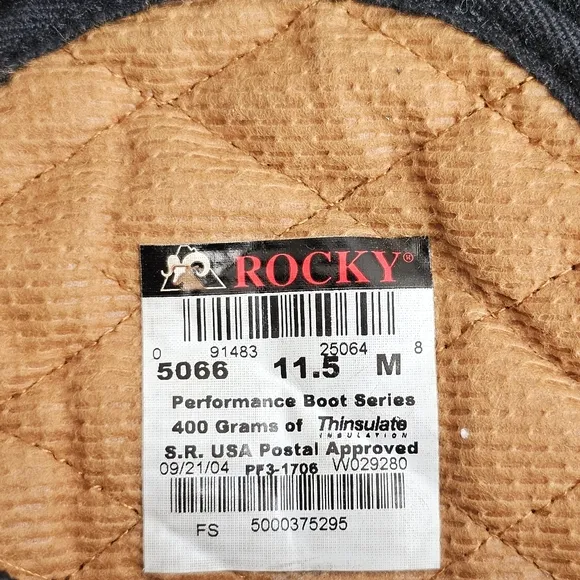 ROCKY®
0 91483 25064 8
5066 11.5 M
Performance Boot Series
400 Grams of Thinsulate
INSULATION
S.R. USA Postal Approved
09/21/04 PF3-1706 W029280
FS 5000375295